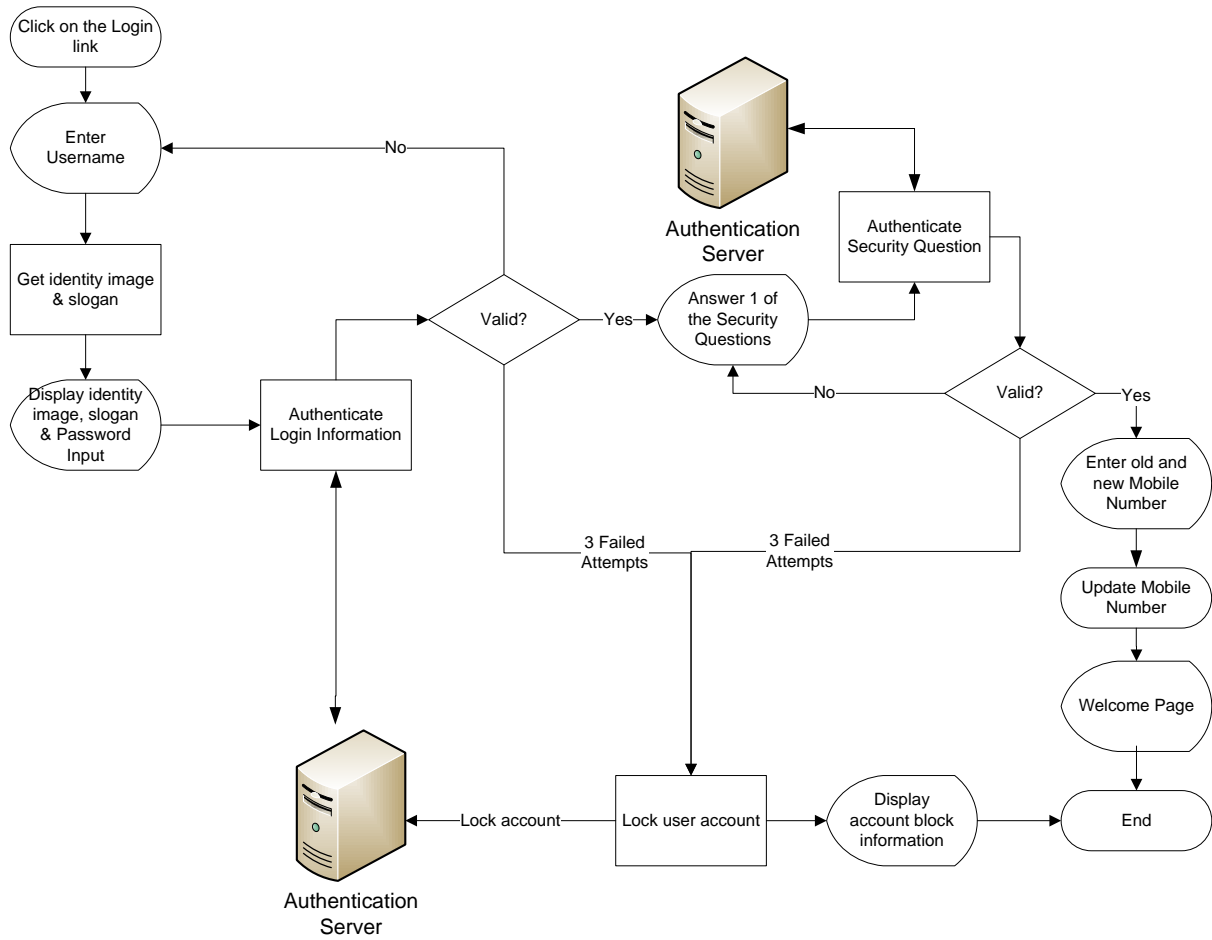 Click on the Login
link
Enter
Username
Get identity image
& slogan
Display identity
image, slogan
& Password
Input
Authenticate
Login Information
No
Valid?
Yes
Authentication
Server
Authenticate
Security Question
Answer 1 of
the Security
Questions
No
Valid?
Yes
Enter old and
new Mobile
Number
3 Failed
Attempts
3 Failed
Attempts
Update Mobile
Number
Welcome Page
Authentication
Server
Lock account
Lock user account
Display
account block
information
End